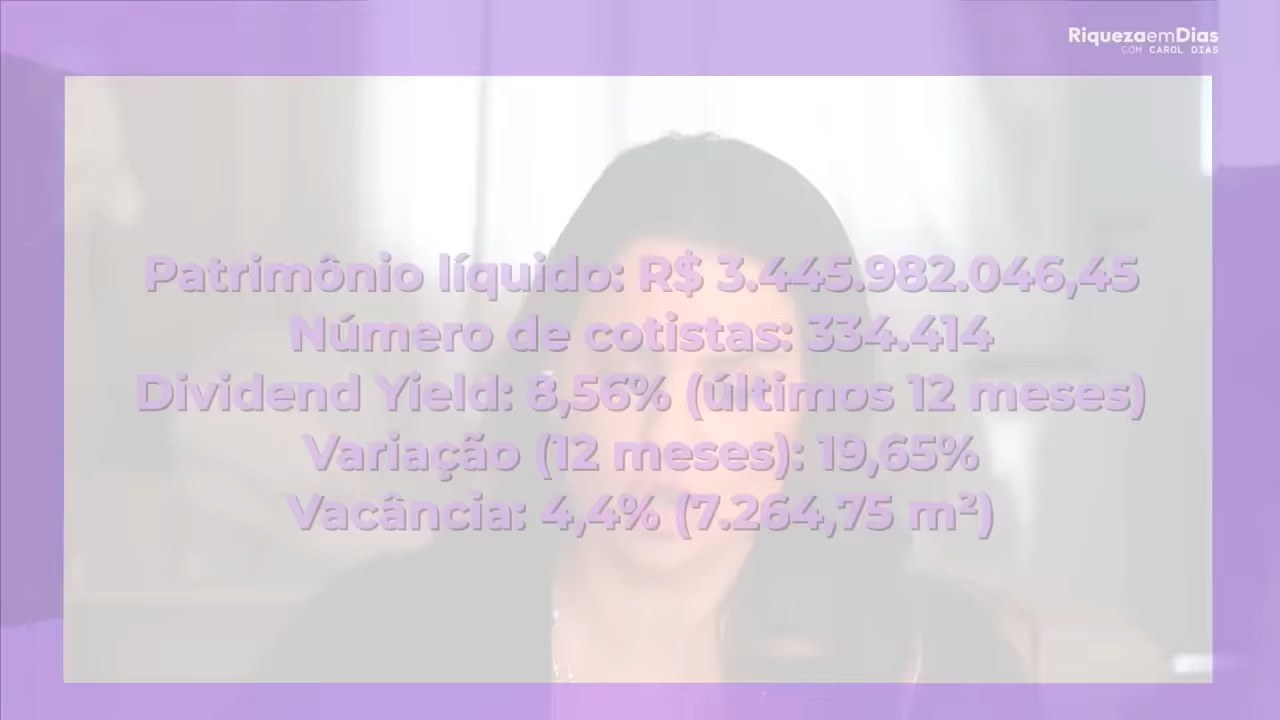 RiquezaemDias
COM CAROL DIAS
Patrimônio líquido: R$ 3.445.982.046,45
Número de cotistas: 334.414
Dividend Yield: 8,56% (últimos 12 meses)
Variação (12 meses): 19,65%
Vacância: 4,4% (7.264,75 m²)